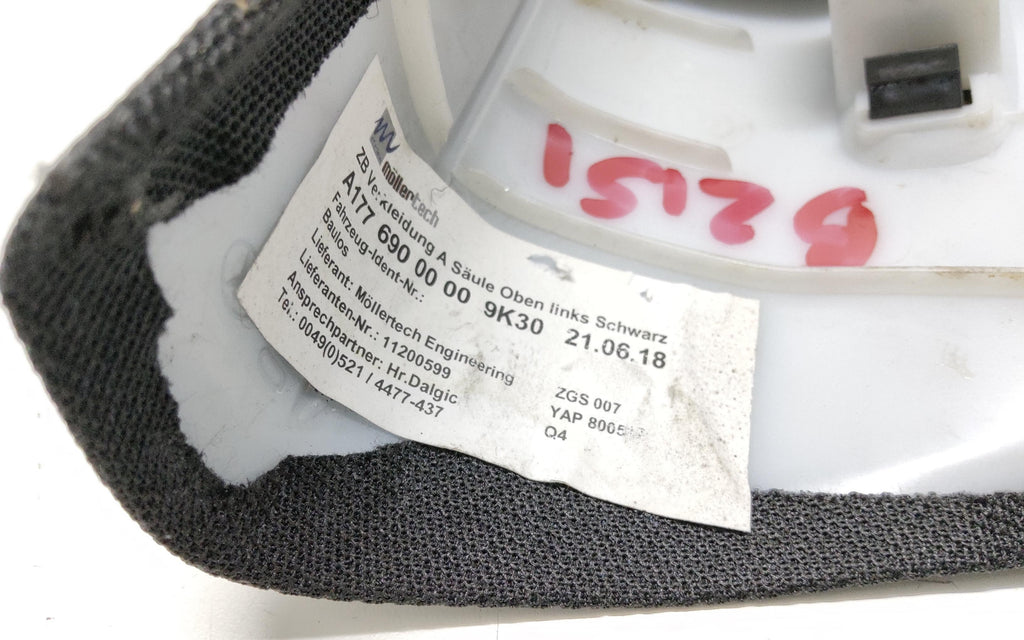 möllertech
ZB Verkleidung A Säule Oben links Schwarz
A177 690 00 00 9K30 21.06.18
Fahrzeug-Ident-Nr.:
Baulos
Lieferant: Möllertech Engineering
Lieferanten-Nr.: 11200599
Ansprechpartner: Hr.Dalgic
Tel.: 0049(0)521 / 4477-437
ZGS 007
YAP
Q4